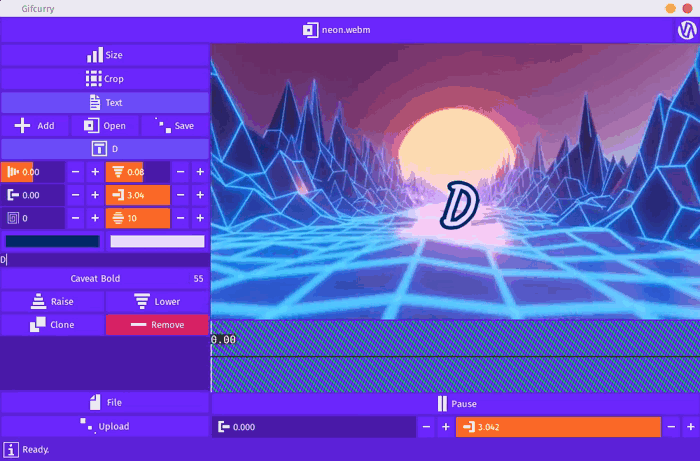 Gifcurry
neon.webm
Size
Crop
Text
Add Open Save
D
0.00 0.08
0.00 3.04
0 10
D
Caveat Bold 55
Raise Lower
Clone Remove
D
0.00
File
Pause
Upload
0.000 3.042
Ready.